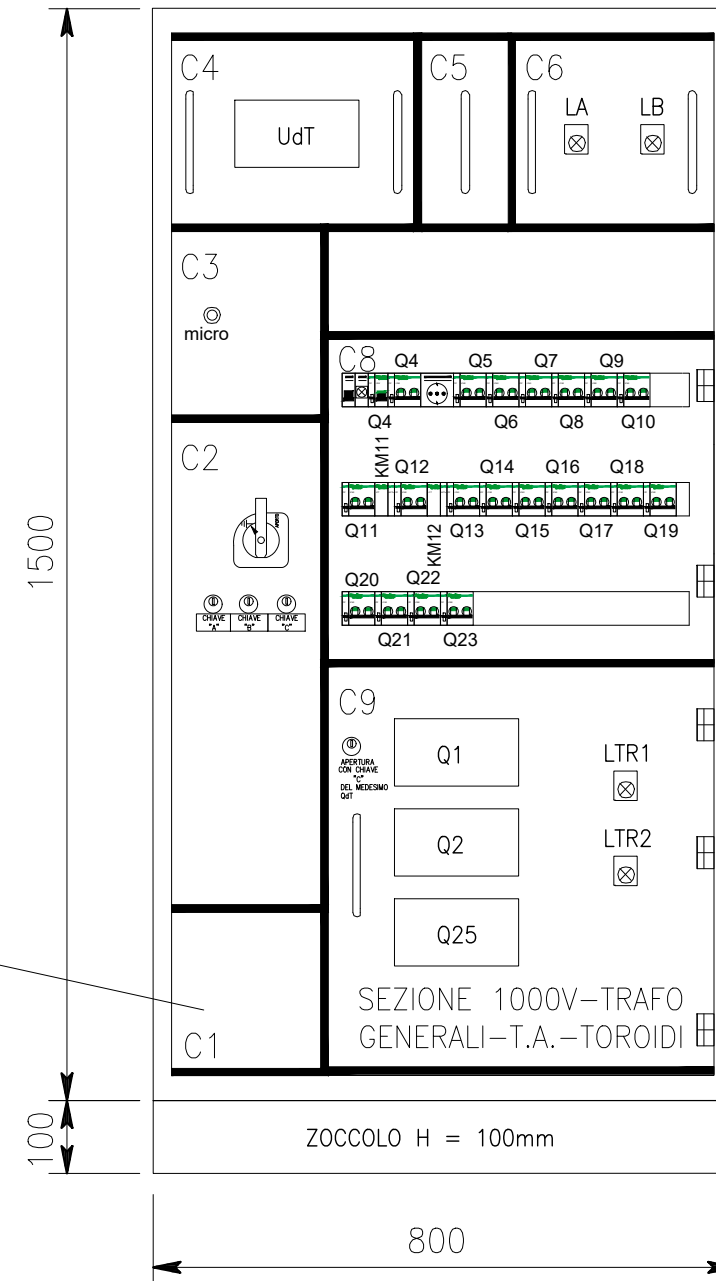 C4
C5
C6
UdT
LA
LB
C3
micro
C8
Q4
Q5
Q7
Q9
Q4
Q6
Q8
Q10
C2
KM11
Q12
Q14
Q16
Q18
APERTO
Q11
KM12
Q13
Q15
Q17
Q19
CHIAVE
"A"
CHIAVE
"B"
CHIAVE
"C"
Q20
Q22
Q21
Q23
C9
APERTURA
CON CHIAVE
"C"
DEL MEDESIMO
QdT
Q1
LTR1
Q2
LTR2
Q25
SEZIONE 1000V-TRAFO
GENERALI-T.A.-TOROIDI
C1
1500
100
ZOCCOLO H = 100mm
800